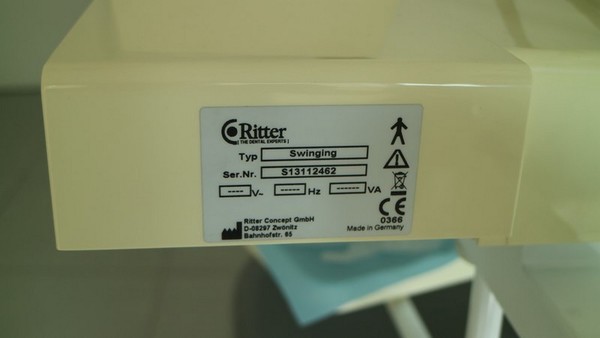 Ritter
( THE DENTAL EXPERTS )
Typ Swinging
Ser.Nr. S13112462
---- V~ ----- Hz ------ VA
0366
Made in Germany
Ritter Concept GmbH
D-08297 Zwönitz
Bahnhofstr. 65